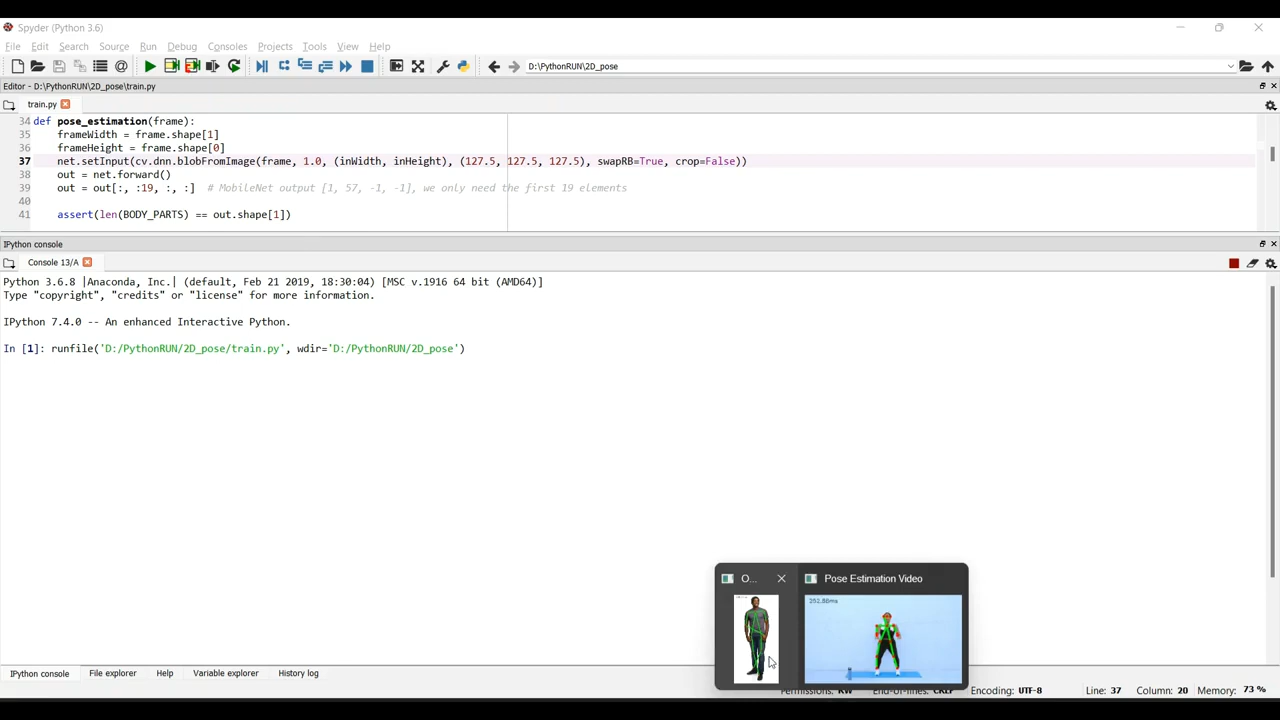 Spyder (Python 3.6)
File Edit Search Source Run Debug Consoles Projects Tools View Help
D:\PythonRUN\2D_pose
Editor - D:\PythonRUN\2D_pose\train.py
train.py
34 def pose_estimation(frame):
35 frameWidth = frame.shape[1]
36 frameHeight = frame.shape[0]
37 net.setInput(cv.dnn.blobFromImage(frame, 1.0, (inWidth, inHeight), (127.5, 127.5, 127.5), swapRB=True, crop=False))
38 out = net.forward()
39 out = out[:, :19, :, :] # MobileNet output [1, 57, -1, -1], we only need the first 19 elements
40
41 assert(len(BODY_PARTS) == out.shape[1])
IPython console
Console 13/A
Python 3.6.8 |Anaconda, Inc.| (default, Feb 21 2019, 18:30:04) [MSC v.1916 64 bit (AMD64)]
Type "copyright", "credits" or "license" for more information.
IPython 7.4.0 -- An enhanced Interactive Python.
In [1]: runfile('D:/PythonRUN/2D_pose/train.py', wdir='D:/PythonRUN/2D_pose')
O... Pose Estimation Video
252.86ms
IPython console File explorer Help Variable explorer History log
Permissions: RW End-of-lines: CRLF Encoding: UTF-8 Line: 37 Column: 20 Memory: 73 %